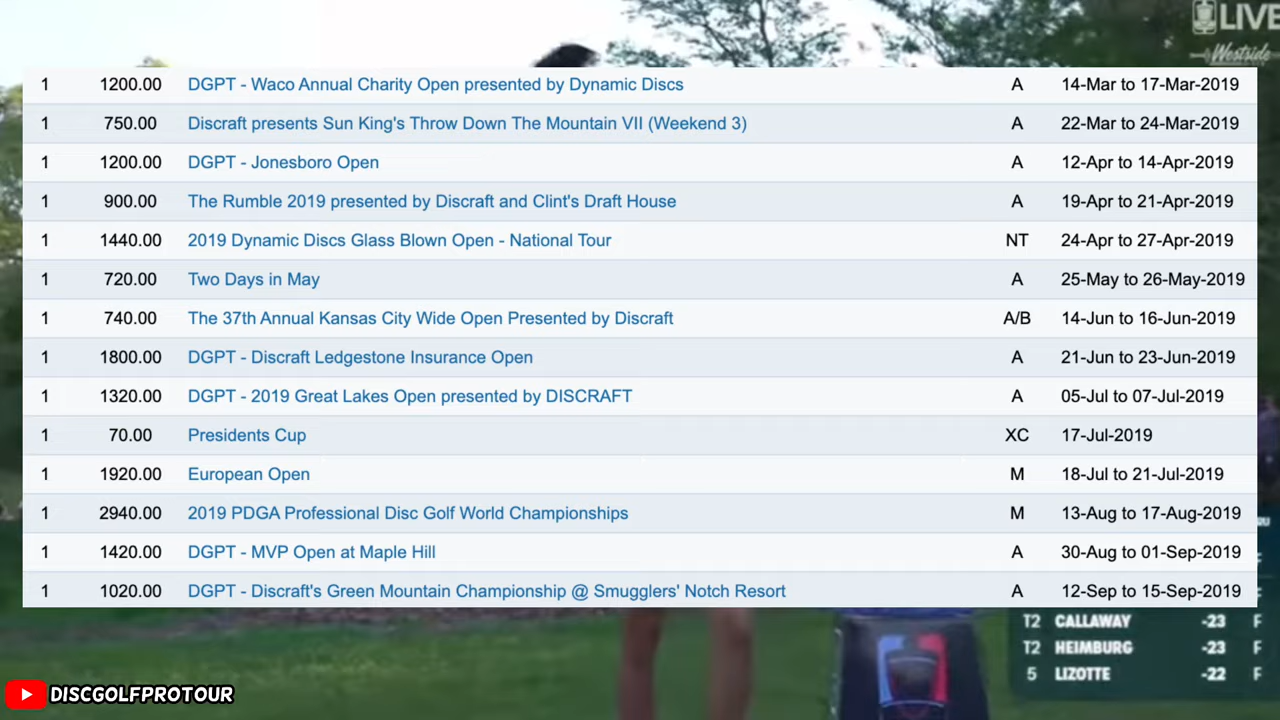 LIVE
Westside
1 1200.00 DGPT - Waco Annual Charity Open presented by Dynamic Discs A 14-Mar to 17-Mar-2019
1 750.00 Discraft presents Sun King's Throw Down The Mountain VII (Weekend 3) A 22-Mar to 24-Mar-2019
1 1200.00 DGPT - Jonesboro Open A 12-Apr to 14-Apr-2019
1 900.00 The Rumble 2019 presented by Discraft and Clint's Draft House A 19-Apr to 21-Apr-2019
1 1440.00 2019 Dynamic Discs Glass Blown Open - National Tour NT 24-Apr to 27-Apr-2019
1 720.00 Two Days in May A 25-May to 26-May-2019
1 740.00 The 37th Annual Kansas City Wide Open Presented by Discraft A/B 14-Jun to 16-Jun-2019
1 1800.00 DGPT - Discraft Ledgestone Insurance Open A 21-Jun to 23-Jun-2019
1 1320.00 DGPT - 2019 Great Lakes Open presented by DISCRAFT A 05-Jul to 07-Jul-2019
1 70.00 Presidents Cup XC 17-Jul-2019
1 1920.00 European Open M 18-Jul to 21-Jul-2019
1 2940.00 2019 PDGA Professional Disc Golf World Championships M 13-Aug to 17-Aug-2019
1 1420.00 DGPT - MVP Open at Maple Hill A 30-Aug to 01-Sep-2019
1 1020.00 DGPT - Discraft's Green Mountain Championship @ Smugglers' Notch Resort A 12-Sep to 15-Sep-2019
T2 CALLAWAY -23 F
T2 HEIMBURG -23 F
5 LIZOTTE -22 F
DISCGOLFPROTOUR